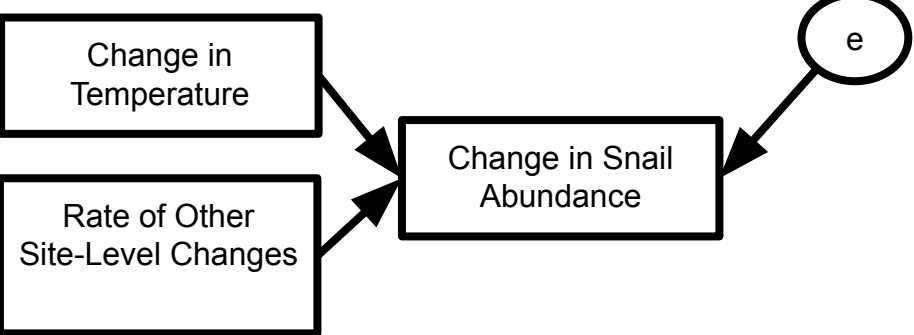 Change in
Temperature
e
Change in Snail
Abundance
Rate of Other
Site-Level Changes